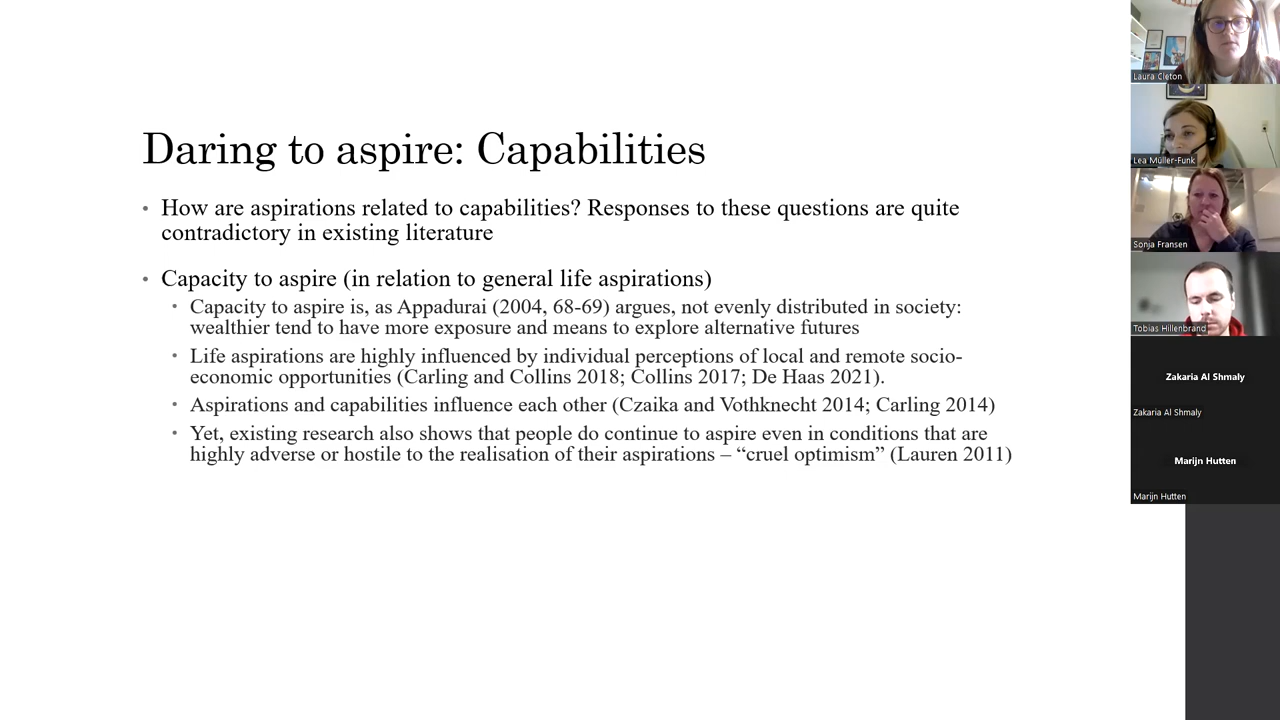 Daring to aspire: Capabilities
• How are aspirations related to capabilities? Responses to these questions are quite
contradictory in existing literature
• Capacity to aspire (in relation to general life aspirations)
• Capacity to aspire is, as Appadurai (2004, 68-69) argues, not evenly distributed in society:
wealthier tend to have more exposure and means to explore alternative futures
• Life aspirations are highly influenced by individual perceptions of local and remote socio-
economic opportunities (Carling and Collins 2018; Collins 2017; De Haas 2021).
• Aspirations and capabilities influence each other (Czaika and Vothknecht 2014; Carling 2014)
• Yet, existing research also shows that people do continue to aspire even in conditions that are
highly adverse or hostile to the realisation of their aspirations – “cruel optimism” (Lauren 2011)
Laura Cleton
Lea Müller-Funk
Sonja Fransen
Tobias Hillenbrand
Zakaria Al Shmaly
Zakaria Al Shmaly
Marijn Hutten
Marijn Hutten